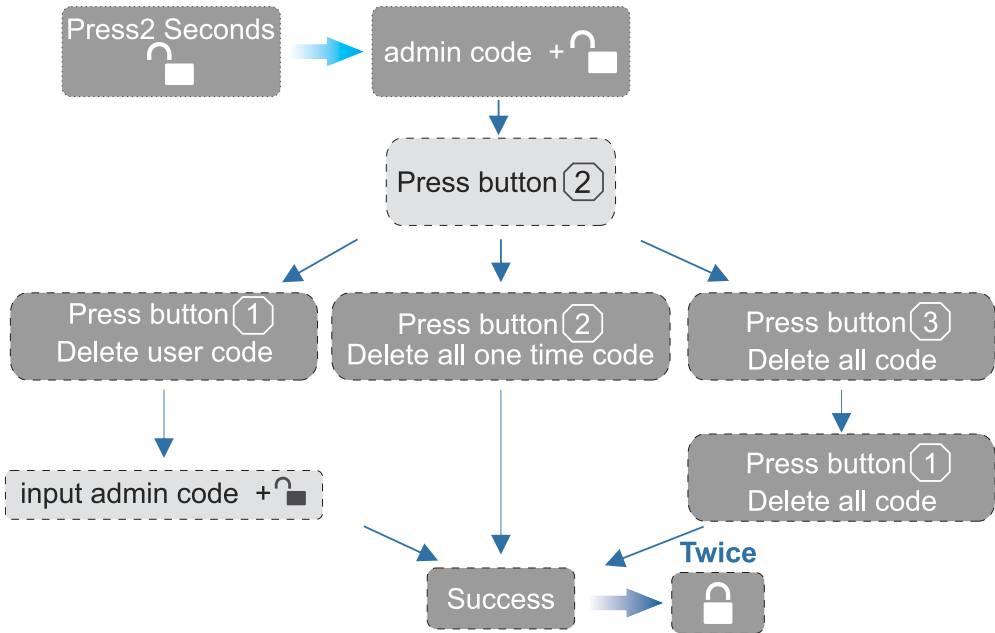 Press2 Seconds
admin code +
Press button 2
Press button 1
Delete user code
Press button 2
Delete all one time code
Press button 3
Delete all code
input admin code +
Press button 1
Delete all code
Twice
Success